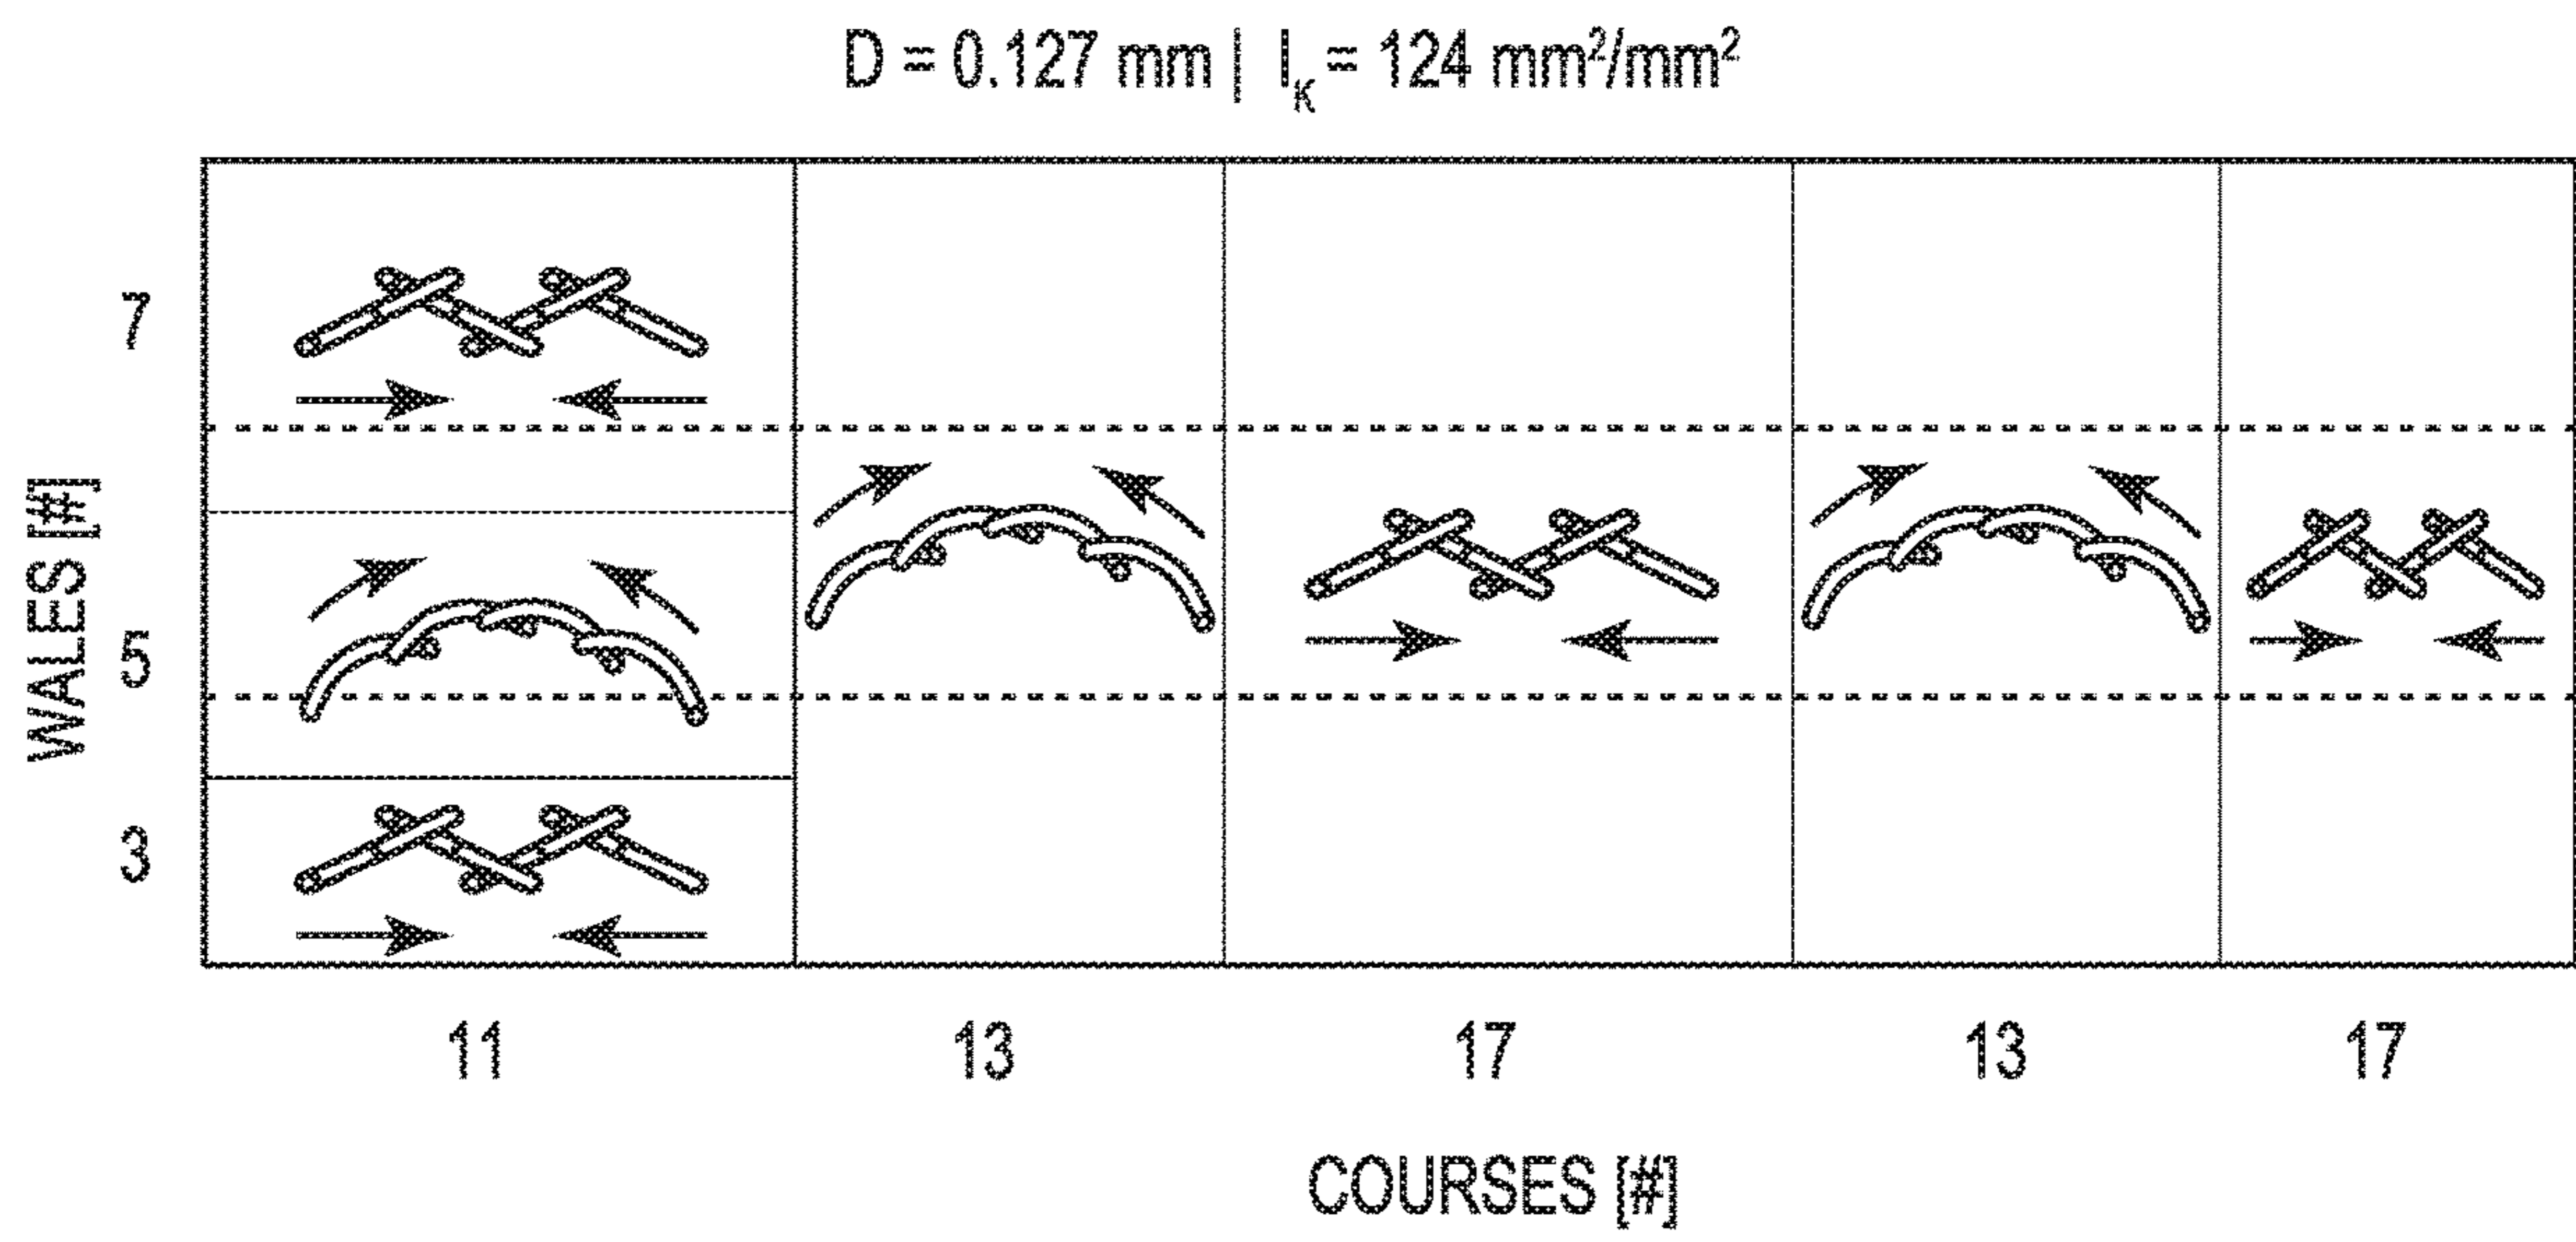 D = 0.127 mm | I_K = 124 mm²/mm²
WALES [#]
7
5
3
11 13 17 13 17
COURSES [#]